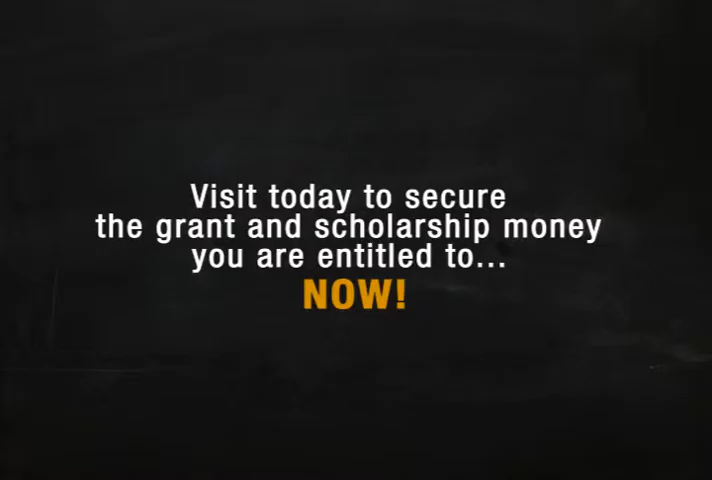 Visit today to secure
the grant and scholarship money
you are entitled to...
NOW!